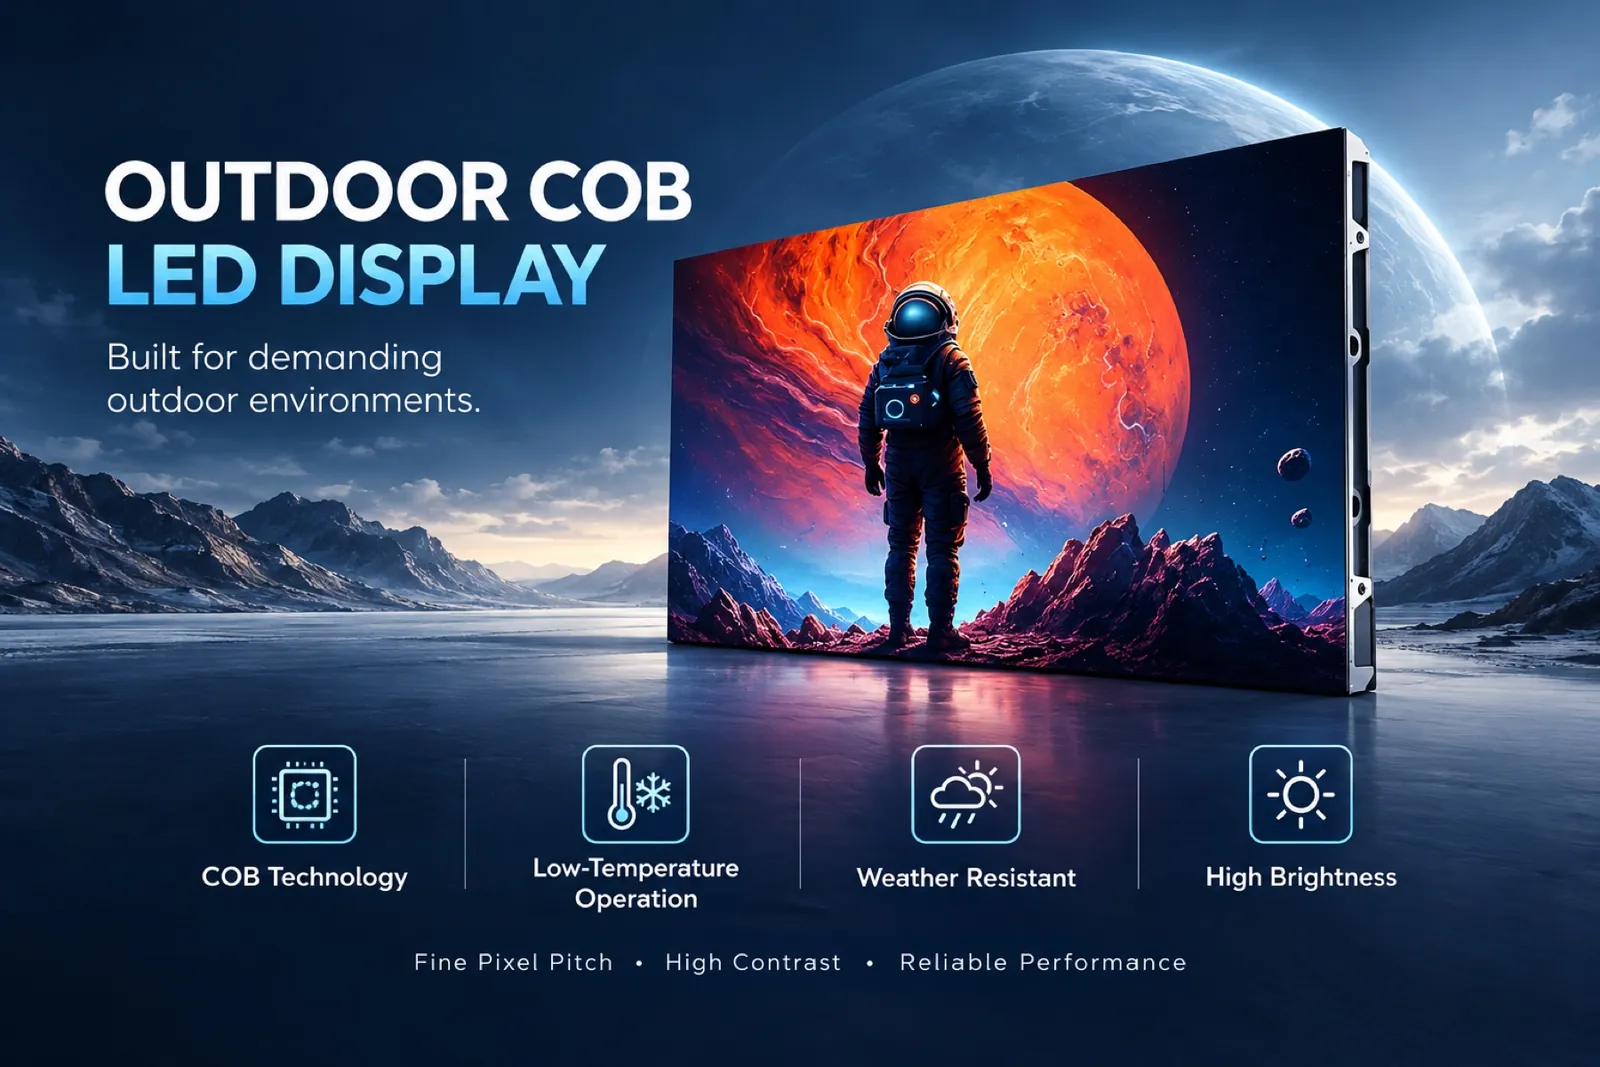 OUTDOOR COB
LED DISPLAY
Built for demanding
outdoor environments.
COB Technology
Low-Temperature
Operation
Weather Resistant
High Brightness
Fine Pixel Pitch • High Contrast • Reliable Performance